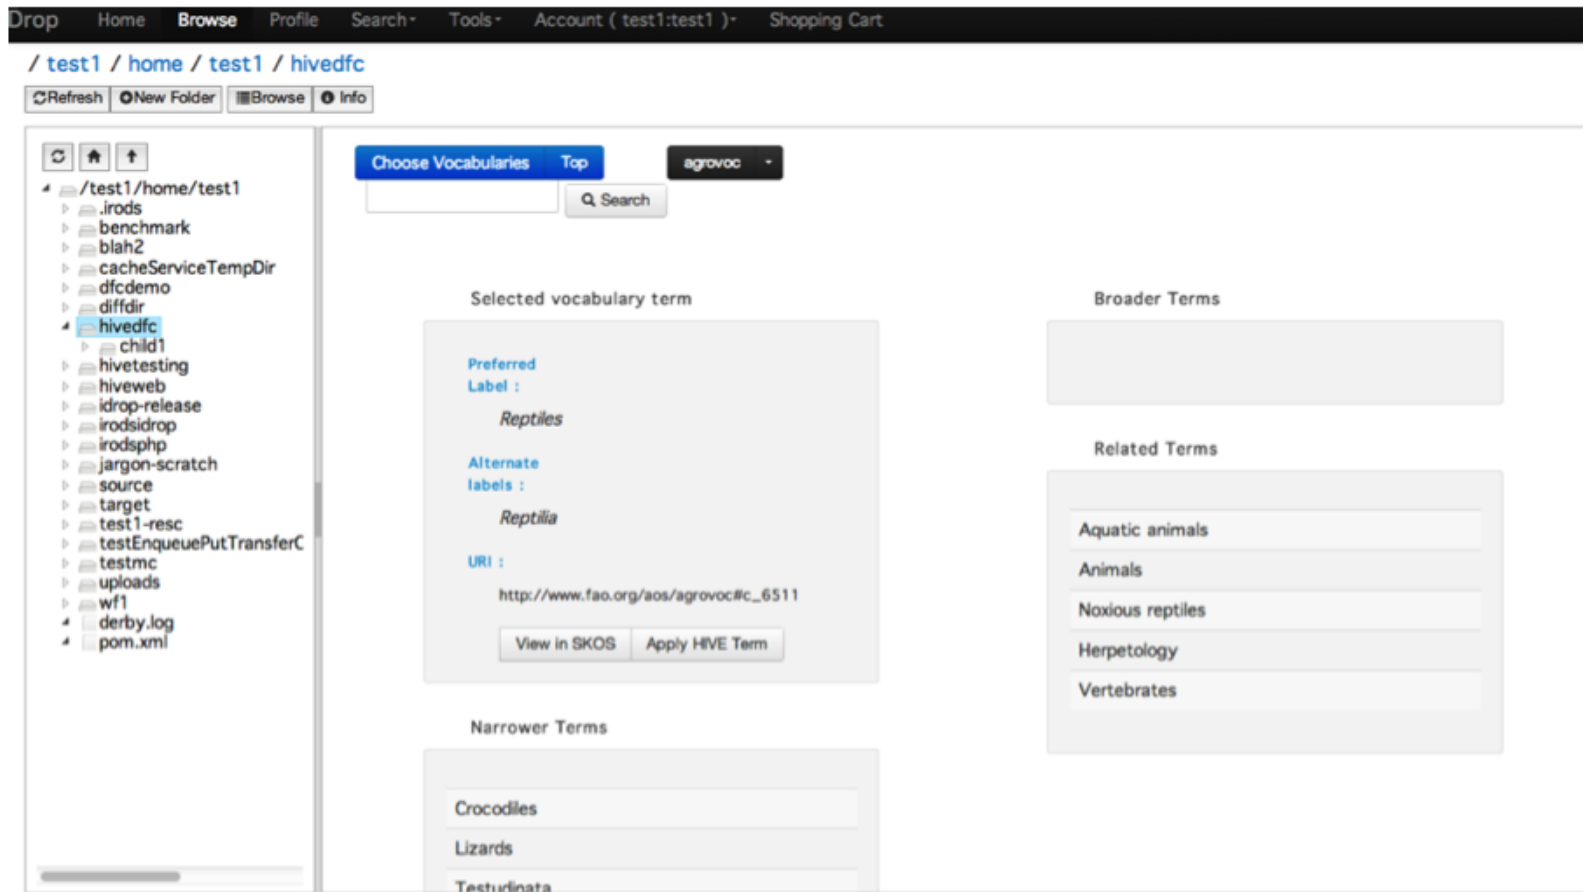 Drop Home Browse Profile Search Tools Account ( test1:test1 ) Shopping Cart
/ test1 / home / test1 / hivedfc
Refresh New Folder Browse Info
/test1/home/test1
.irods
benchmark
blah2
cacheServiceTempDir
dfcdemo
diffdir
hivedfc
child1
hivetesting
hiveweb
idrop-release
irodsidrop
irodsphp
jargon-scratch
source
target
test1-resc
testEnqueuePutTransferC
testmc
uploads
wf1
derby.log
pom.xml
Choose Vocabularies Top agrovoc
Search
Selected vocabulary term
Preferred
Label :
Reptiles
Alternate
labels :
Reptilia
URI :
http://www.fao.org/aos/agrovoc#c_6511
View in SKOS Apply HIVE Term
Narrower Terms
Crocodiles
Lizards
Testudinata
Broader Terms
Related Terms
Aquatic animals
Animals
Noxious reptiles
Herpetology
Vertebrates